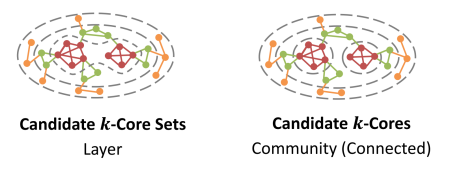 Candidate k-Core Sets
Layer
Candidate k-Cores
Community (Connected)